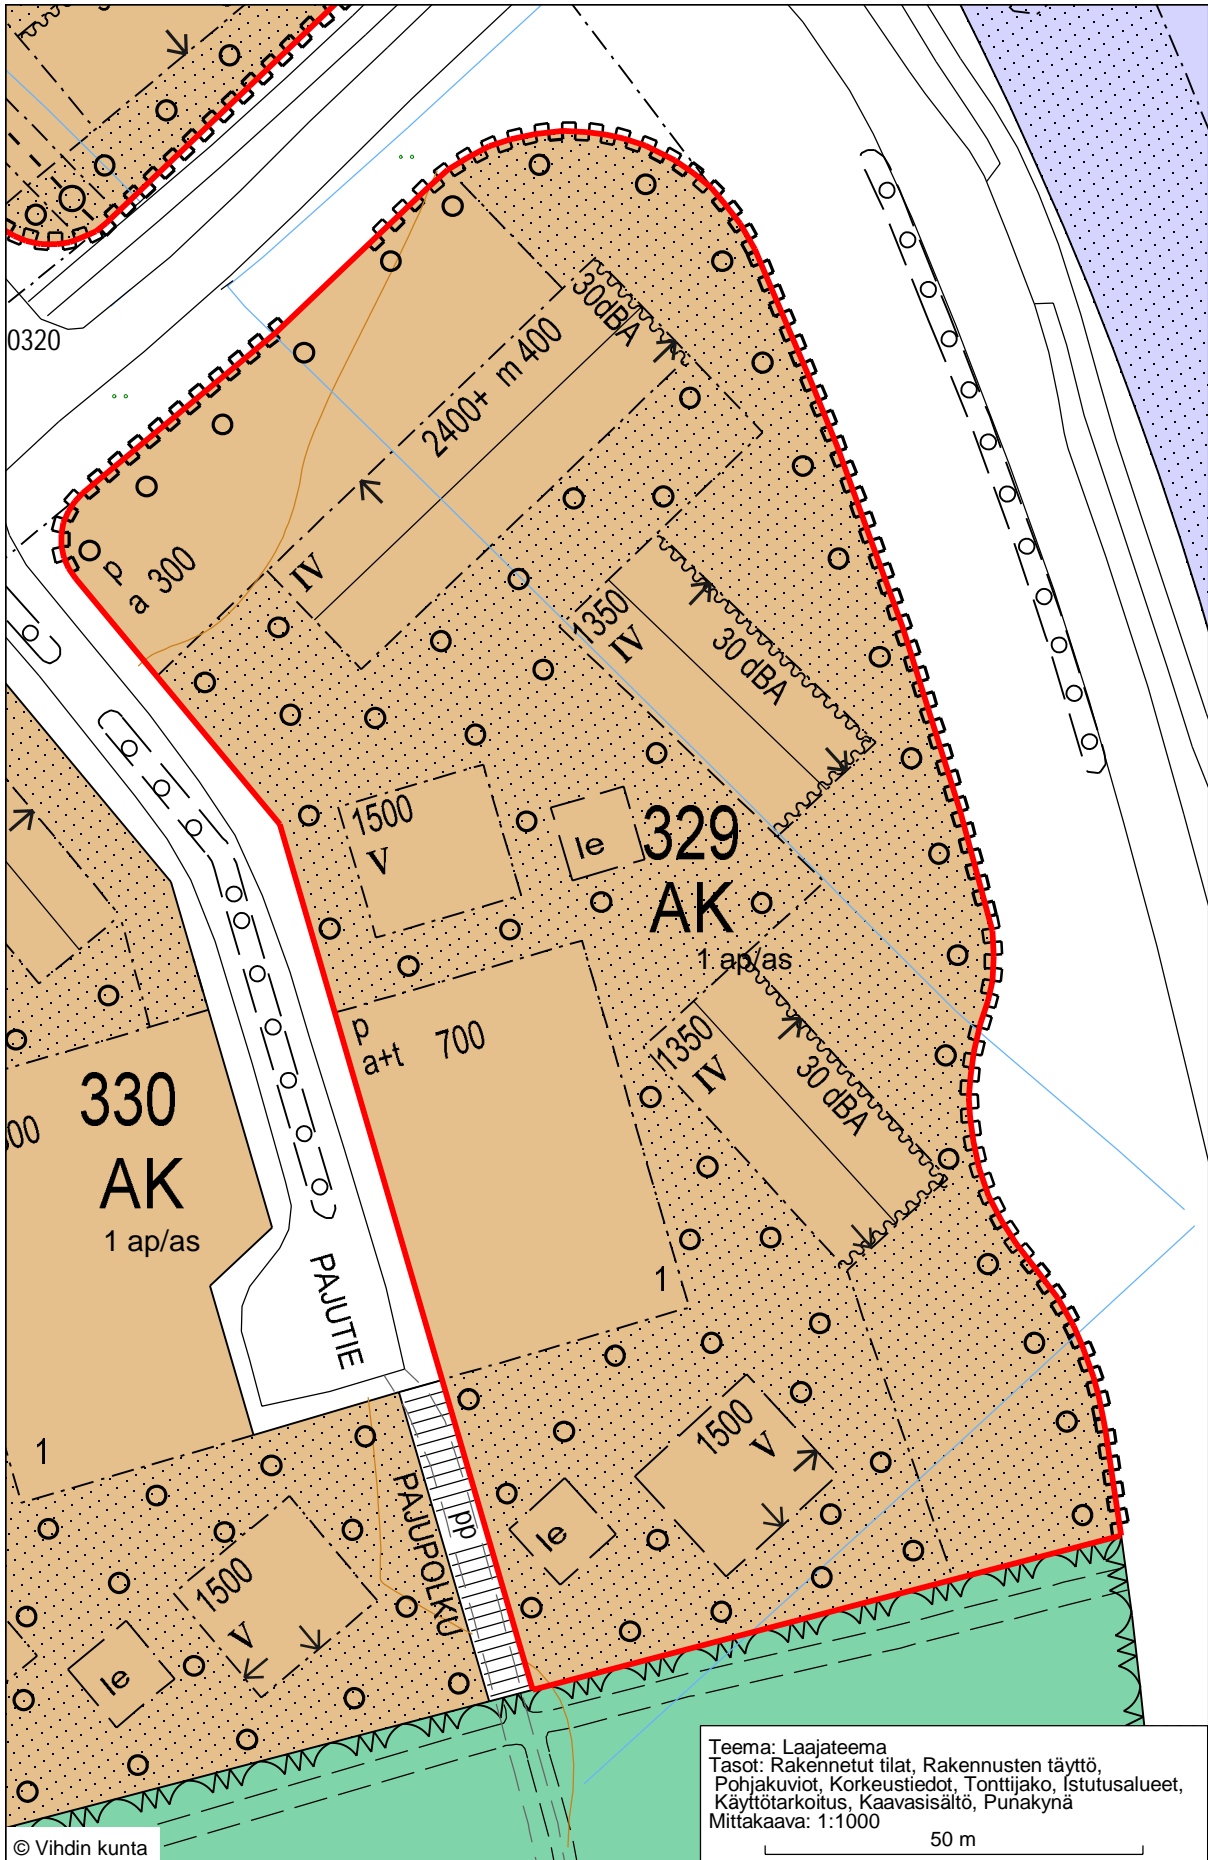 0320
30dBA
2400+ m 400
IV
p
a 300
1350
IV
30 dBA
1500
V
le
329
AK
1 ap/as
p
a+t 700
1350
IV
30 dBA
330
AK
1 ap/as
00
PAJUTIE
1
1
1500
V
le
PAJUPOLKU
pp
1500
V
le
Teema: Laajateema
Tasot: Rakennetut tilat, Rakennusten täyttö,
Pohjakuviot, Korkeustiedot, Tonttijako, Istutusalueet,
Käyttötarkoitus, Kaavasisältö, Punakynä
Mittakaava: 1:1000
50 m
© Vihdin kunta